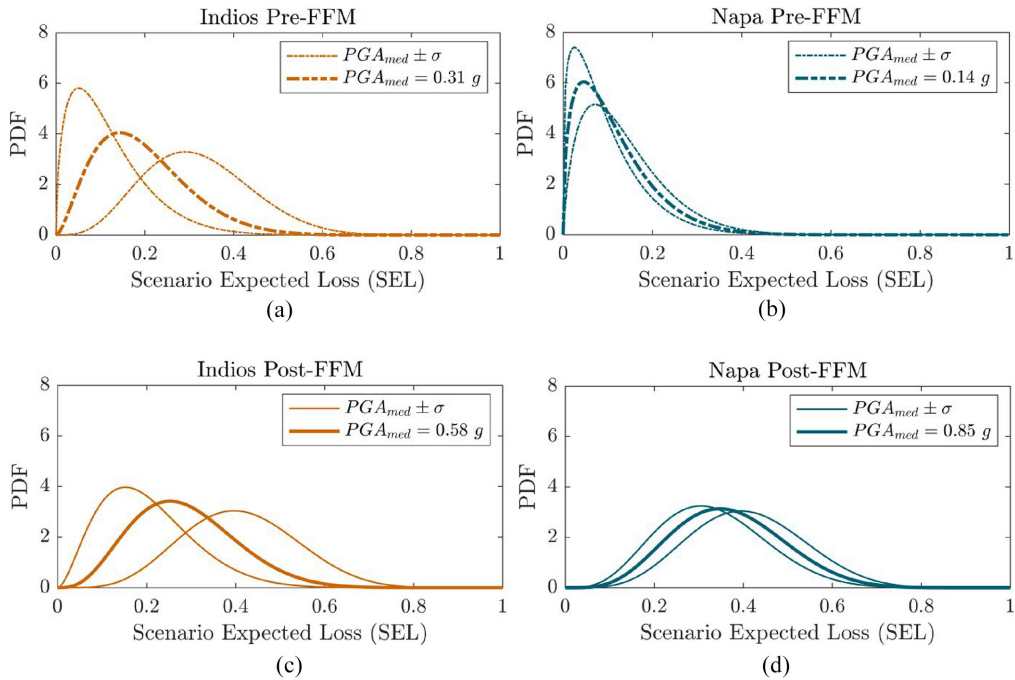 Indios Pre-FFM
8
6
4
2
0
PDF
PGA_med ± σ
PGA_med = 0.31 g
0 0.2 0.4 0.6 0.8 1
Scenario Expected Loss (SEL)
(a)
Napa Pre-FFM
8
6
4
2
0
PDF
PGA_med ± σ
PGA_med = 0.14 g
0 0.2 0.4 0.6 0.8 1
Scenario Expected Loss (SEL)
(b)
Indios Post-FFM
8
6
4
2
0
PDF
PGA_med ± σ
PGA_med = 0.58 g
0 0.2 0.4 0.6 0.8 1
Scenario Expected Loss (SEL)
(c)
Napa Post-FFM
8
6
4
2
0
PDF
PGA_med ± σ
PGA_med = 0.85 g
0 0.2 0.4 0.6 0.8 1
Scenario Expected Loss (SEL)
(d)